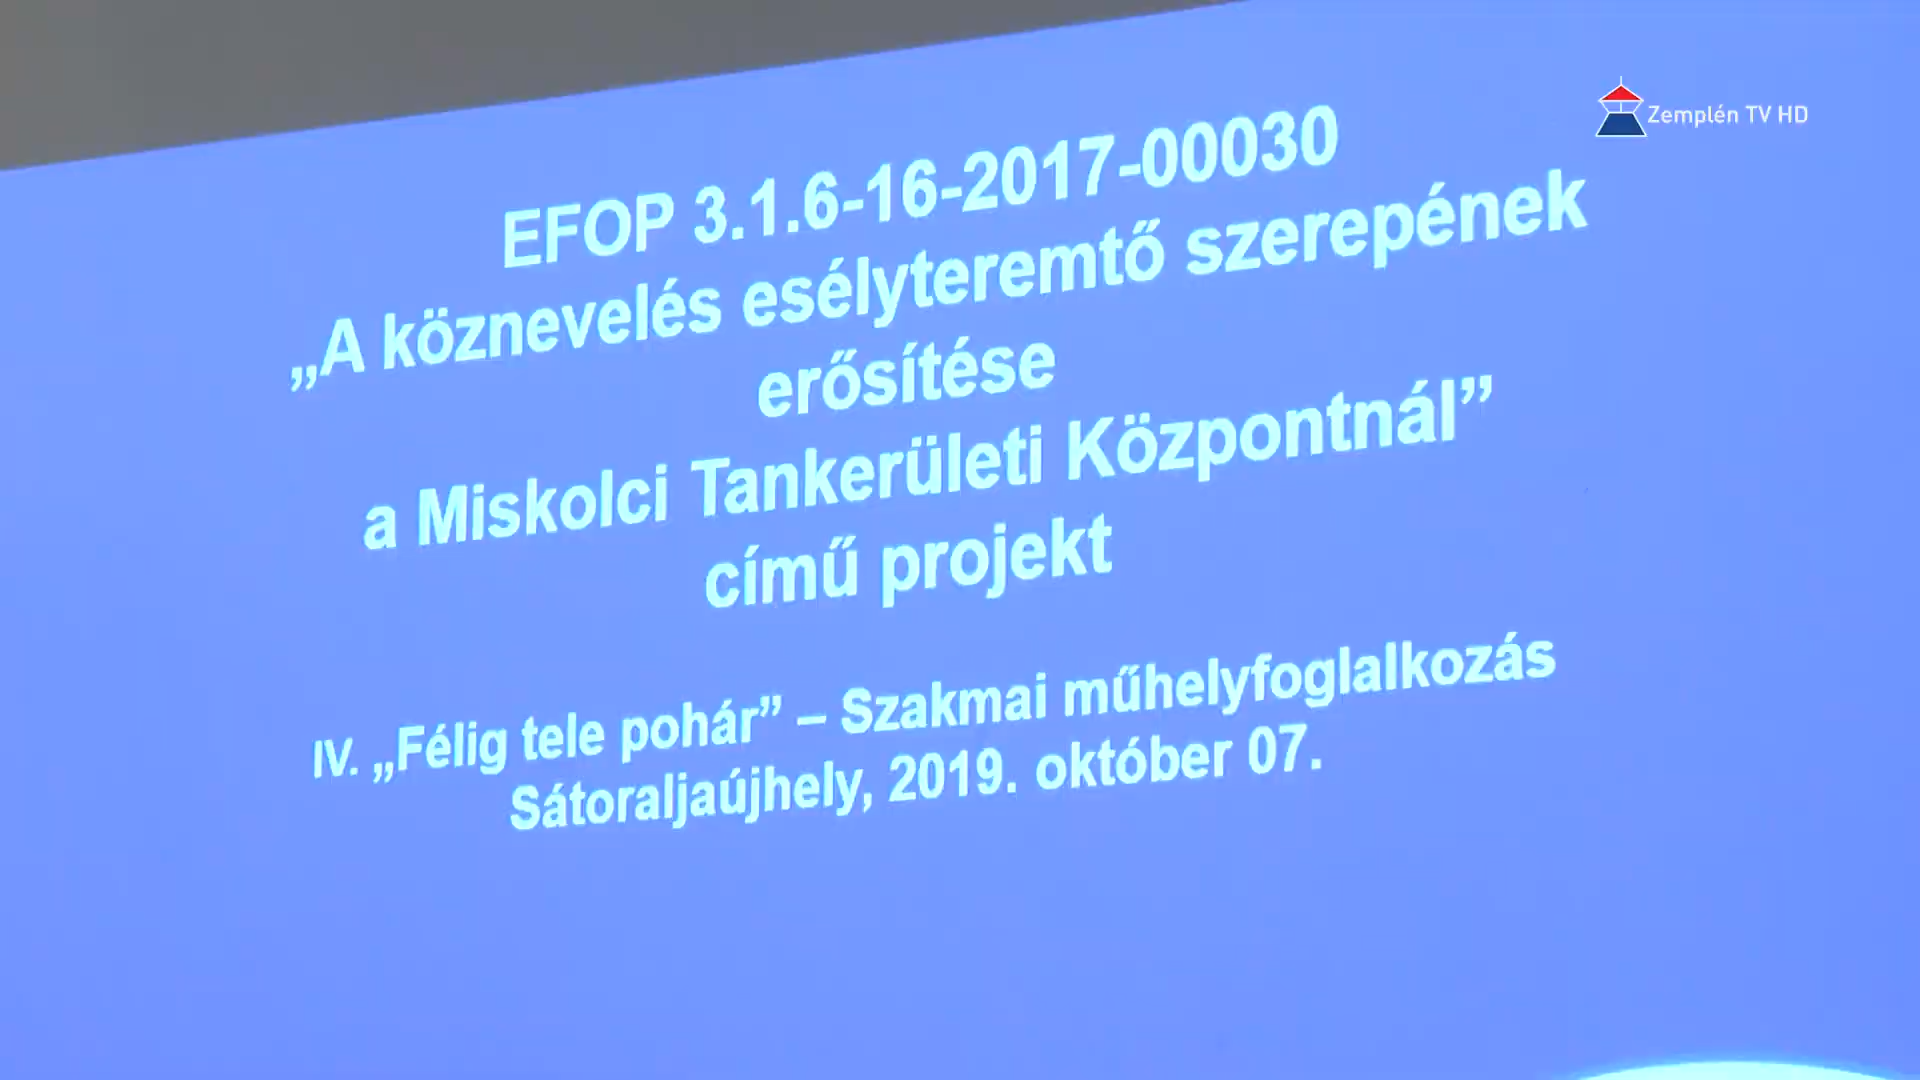 Zemplén TV HD
EFOP 3.1.6-16-2017-00030
„A köznevelés esélyteremtő szerepének
erősítése
a Miskolci Tankerületi Központnál”
című projekt
IV. „Félig tele pohár” – Szakmai műhelyfoglalkozás
Sátoraljaújhely, 2019. október 07.